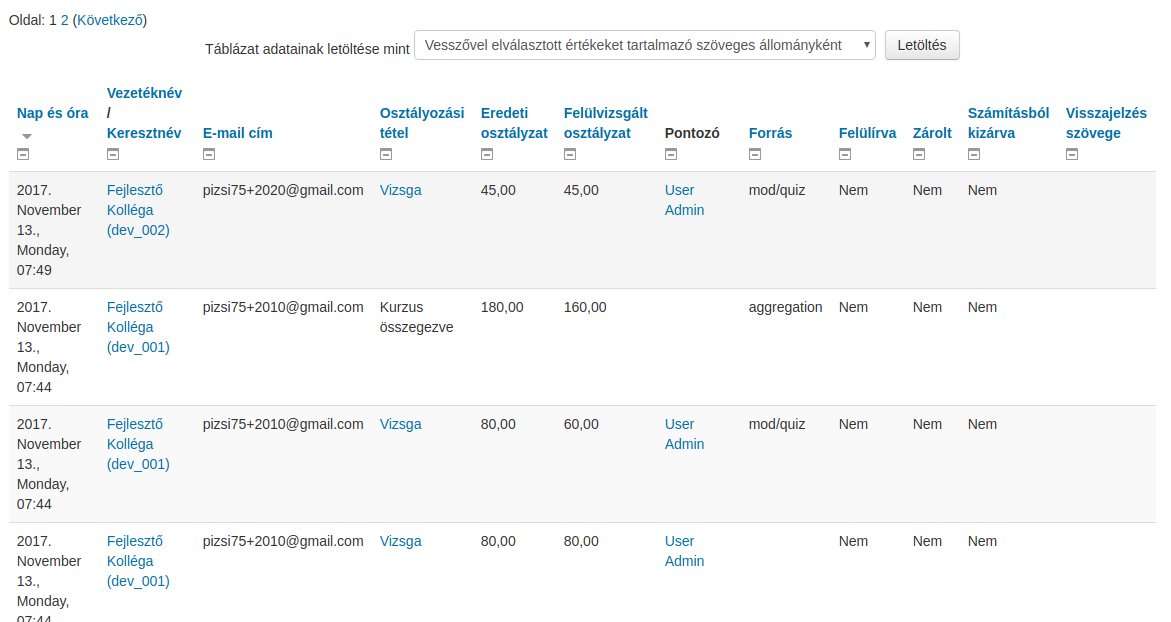 Oldal: 1 2 (Következő)
Táblázat adatainak letöltése mint Vesszővel elválasztott értékeket tartalmazó szöveges állományként Letöltés
Nap és óra
Vezetéknév
/
Keresztnév
E-mail cím
Osztályozási
tétel
Eredeti
osztályzat
Felülvizsgált
osztályzat
Pontozó
Forrás
Felülírva
Zárolt
Számításból
kizárva
Visszajelzés
szövege
2017. Fejlesztő pizsi75+2020@gmail.com Vizsga 45,00 45,00 User mod/quiz Nem Nem Nem
November Kolléga Admin
13., (dev_002)
Monday,
07:49
2017. Fejlesztő pizsi75+2010@gmail.com Kurzus 180,00 160,00 aggregation Nem Nem Nem
November Kolléga összegezve
13., (dev_001)
Monday,
07:44
2017. Fejlesztő pizsi75+2010@gmail.com Vizsga 80,00 60,00 User mod/quiz Nem Nem Nem
November Kolléga Admin
13., (dev_001)
Monday,
07:44
2017. Fejlesztő pizsi75+2010@gmail.com Vizsga 80,00 80,00 User Nem Nem Nem
November Kolléga Admin
13., (dev_001)
Monday,
07:44